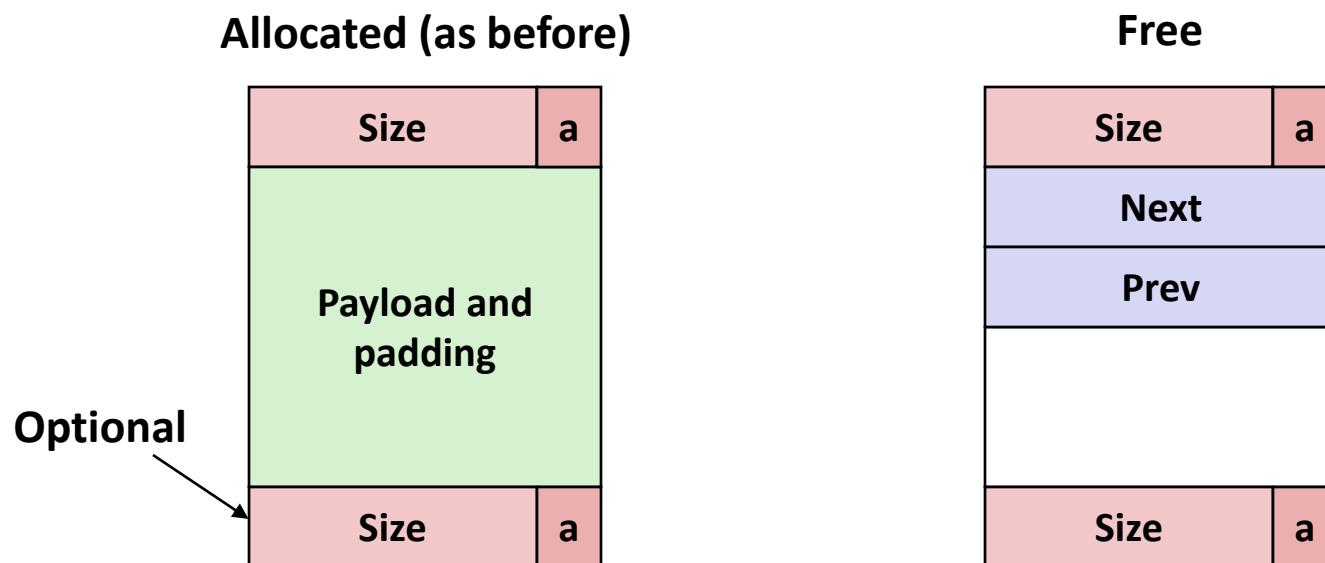 Allocated (as before)
Free
Size a
Size a
Next
Prev
Payload and
padding
Optional
Size a
Size a